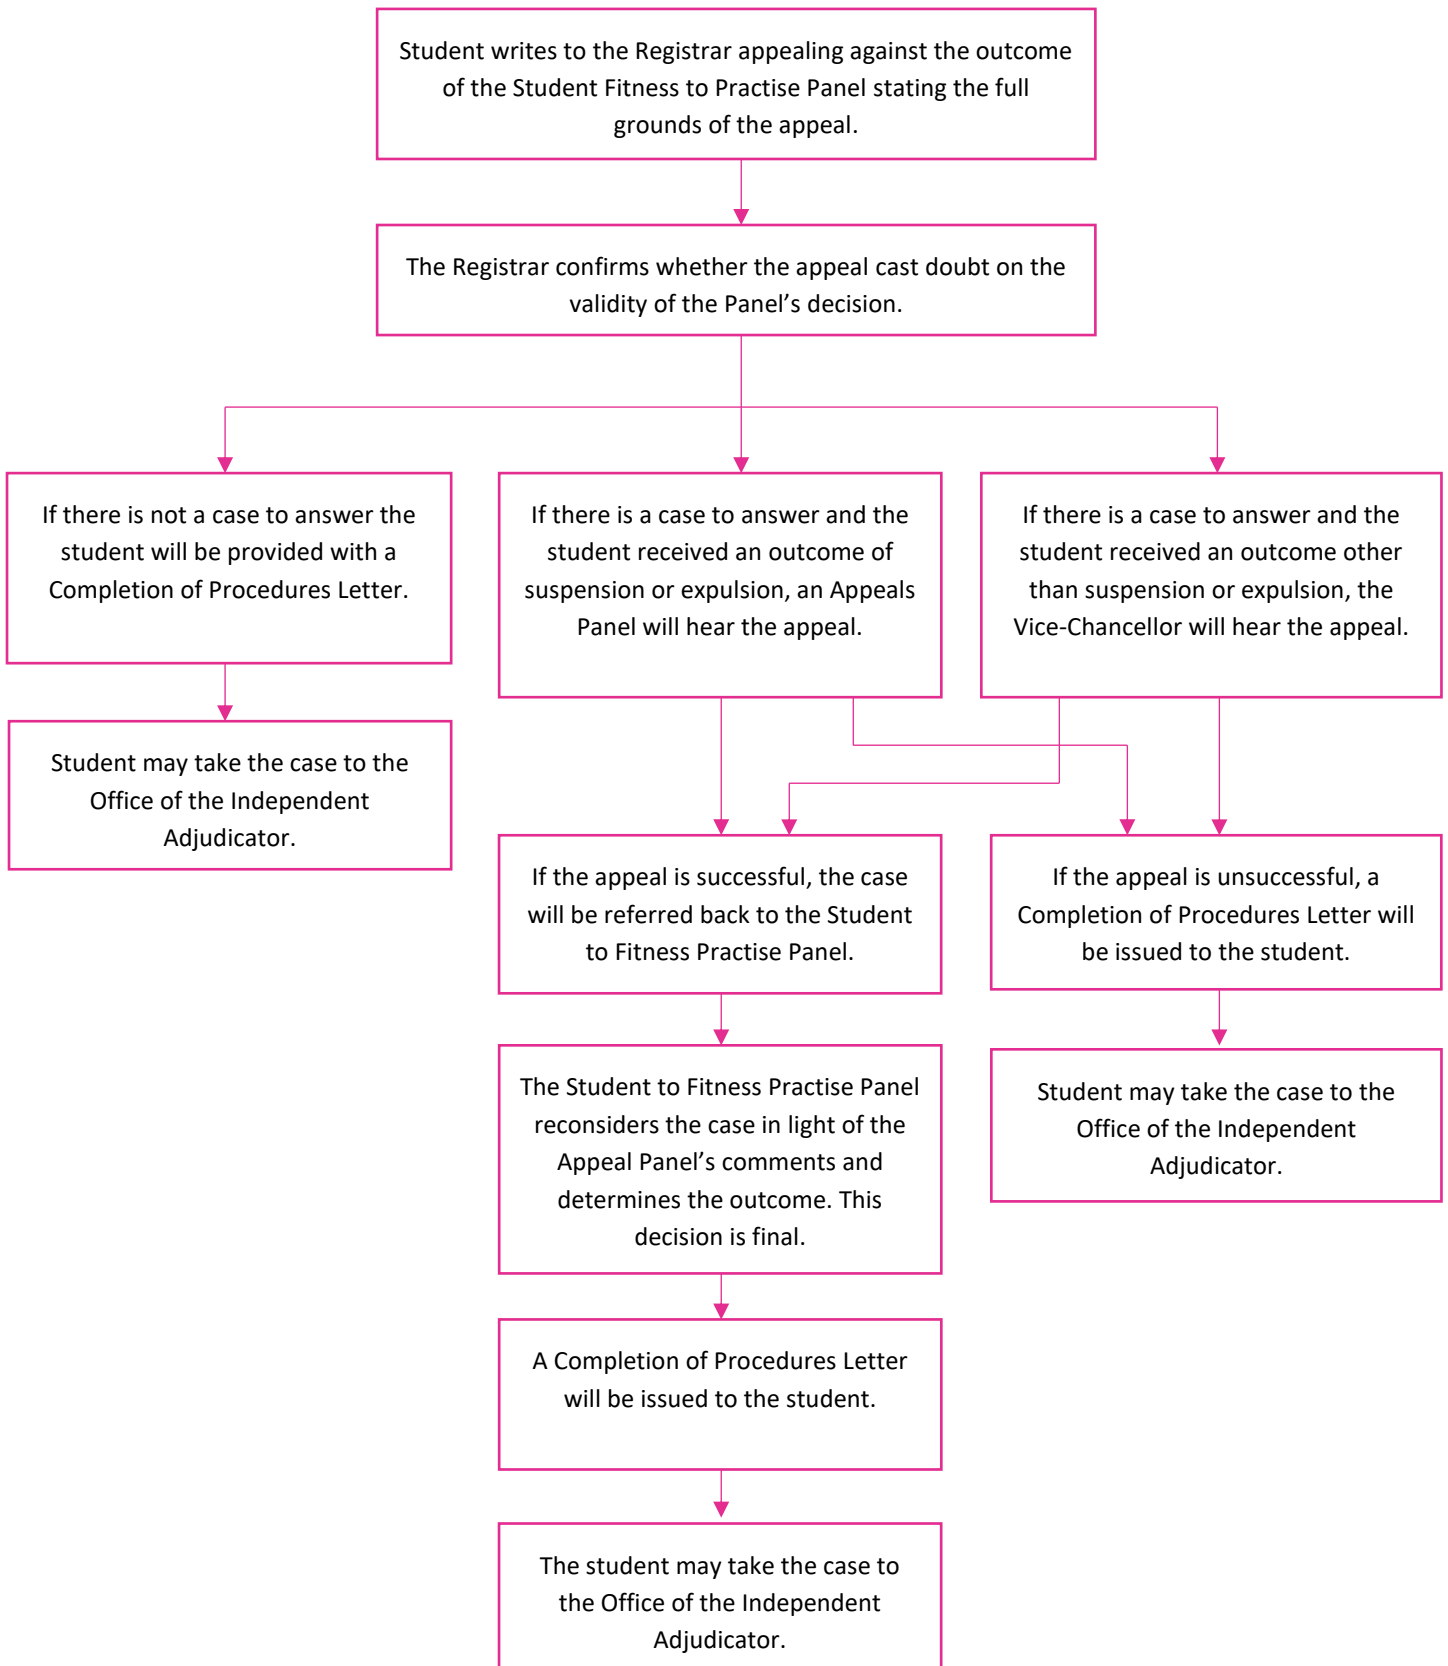 Student writes to the Registrar appealing against the outcome
of the Student Fitness to Practise Panel stating the full
grounds of the appeal.
The Registrar confirms whether the appeal cast doubt on the
validity of the Panel’s decision.
If there is not a case to answer the
student will be provided with a
Completion of Procedures Letter.
If there is a case to answer and the
student received an outcome of
suspension or expulsion, an Appeals
Panel will hear the appeal.
If there is a case to answer and the
student received an outcome other
than suspension or expulsion, the
Vice-Chancellor will hear the appeal.
Student may take the case to the
Office of the Independent
Adjudicator.
If the appeal is successful, the case
will be referred back to the Student
to Fitness Practise Panel.
If the appeal is unsuccessful, a
Completion of Procedures Letter will
be issued to the student.
The Student to Fitness Practise Panel
reconsiders the case in light of the
Appeal Panel’s comments and
determines the outcome. This
decision is final.
Student may take the case to the
Office of the Independent
Adjudicator.
A Completion of Procedures Letter
will be issued to the student.
The student may take the case to
the Office of the Independent
Adjudicator.